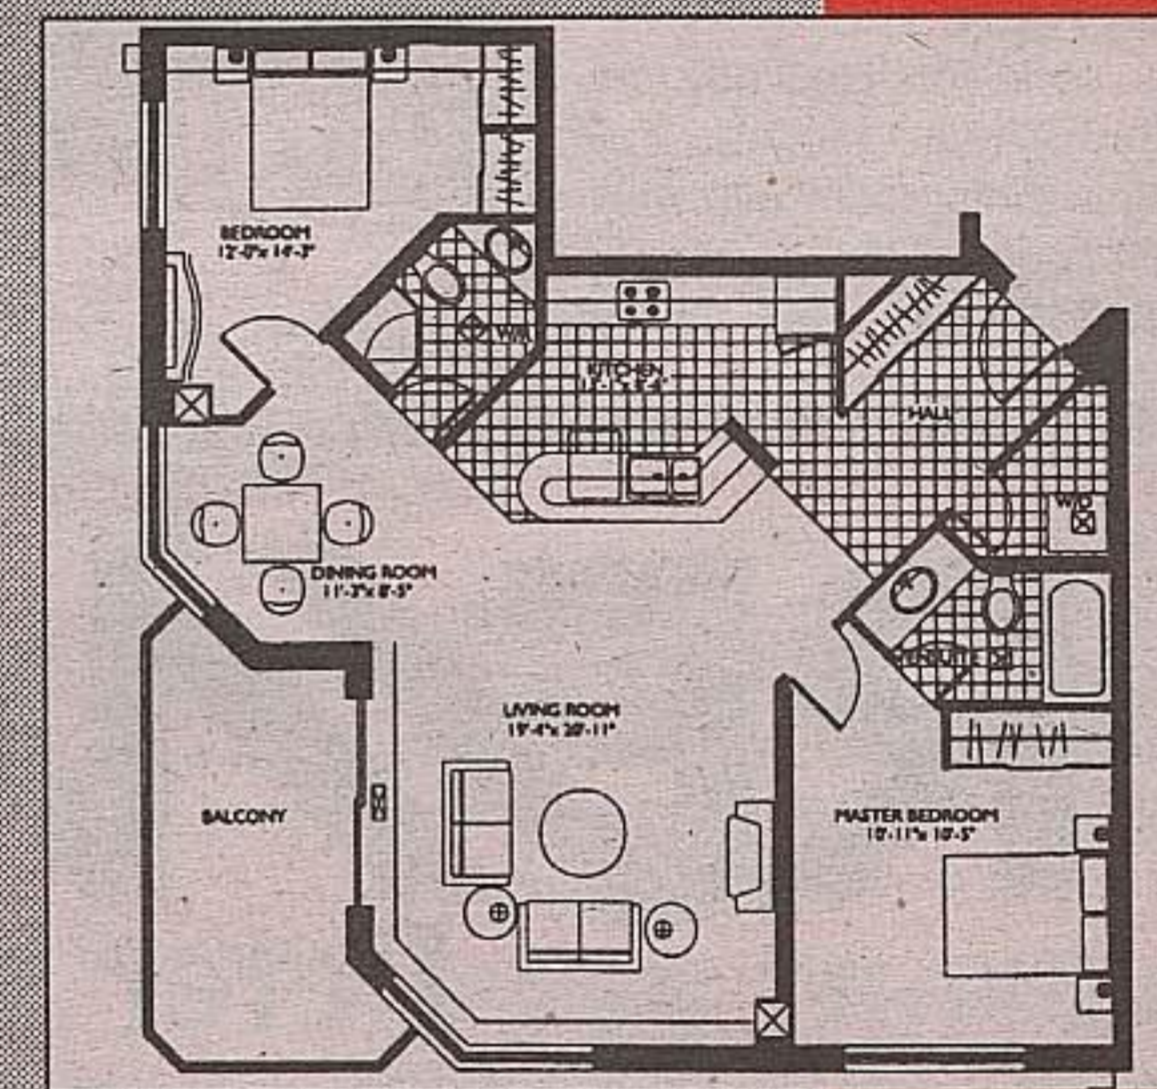 BEDROOM
12'-0"x 14'-3"
KITCHEN
HALL
W/D
DINING ROOM
11'-3"x 8'-5"
ENSUITE
LIVING ROOM
19'-4"x 20'-11"
BALCONY
MASTER BEDROOM
10'-11"x 10'-5"